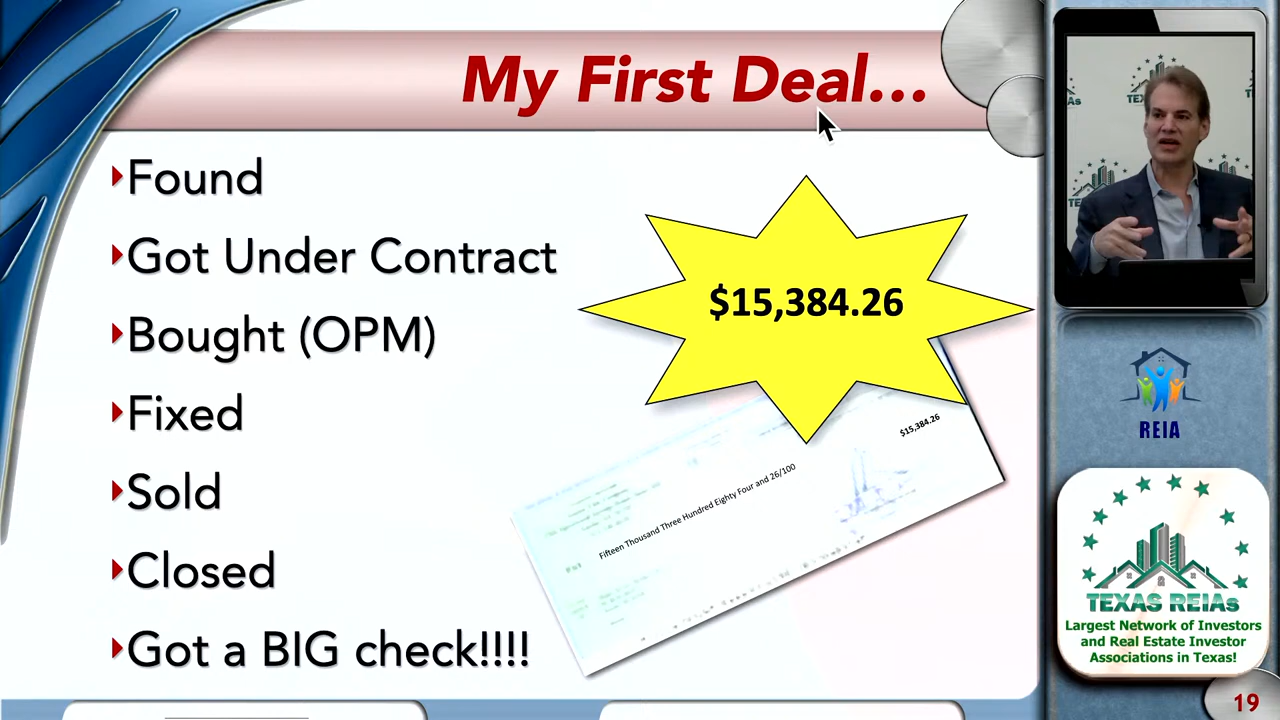 My First Deal...
Found
Got Under Contract
Bought (OPM)
Fixed
Sold
Closed
Got a BIG check!!!!
$15,384.26
$15,384.26
Fifteen Thousand Three Hundred Eighty Four and 26/100
TEXAS
REIA
TEXAS REIAs
Largest Network of Investors
and Real Estate Investor
Associations in Texas!
19